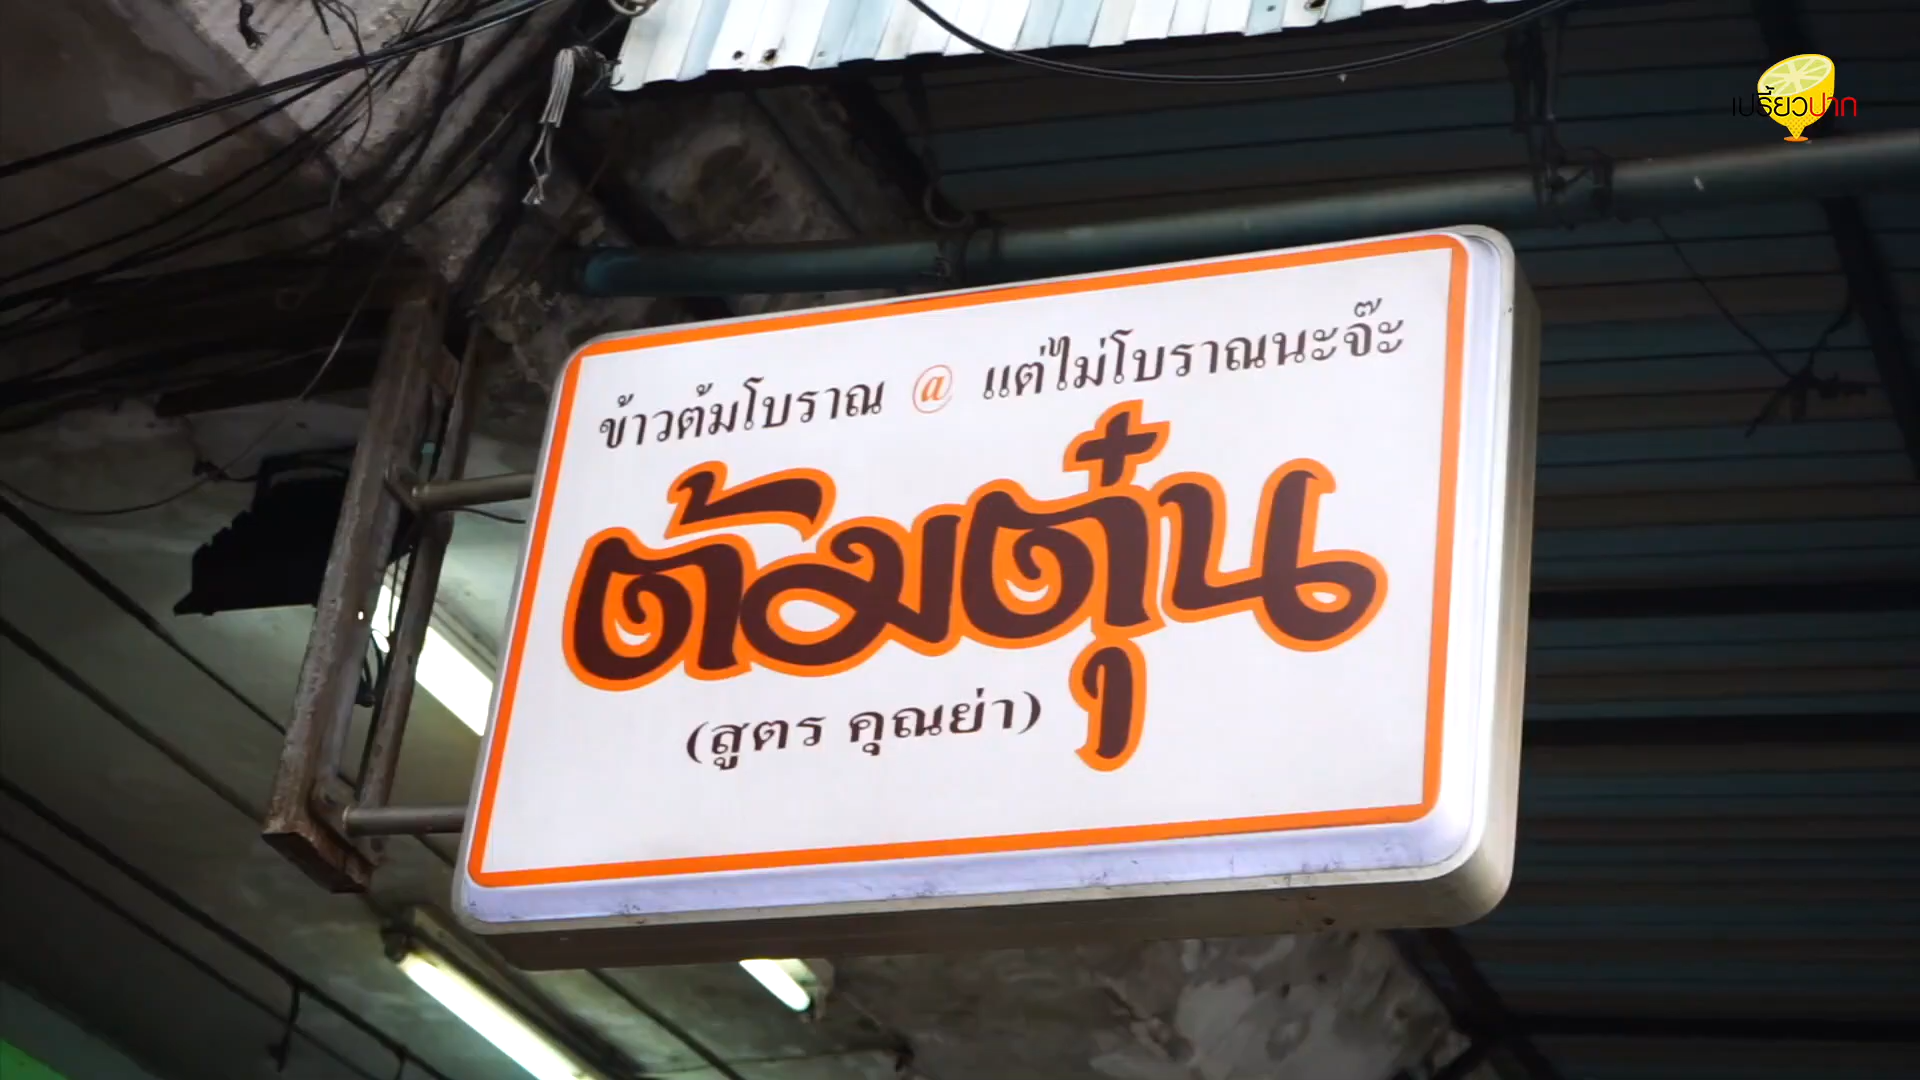 เปรี้ยวปาก
ข้าวต้มโบราณ @ แต่ไม่โบราณนะจ๊ะ
ต้มตุ๋น
(สูตร คุณย่า)